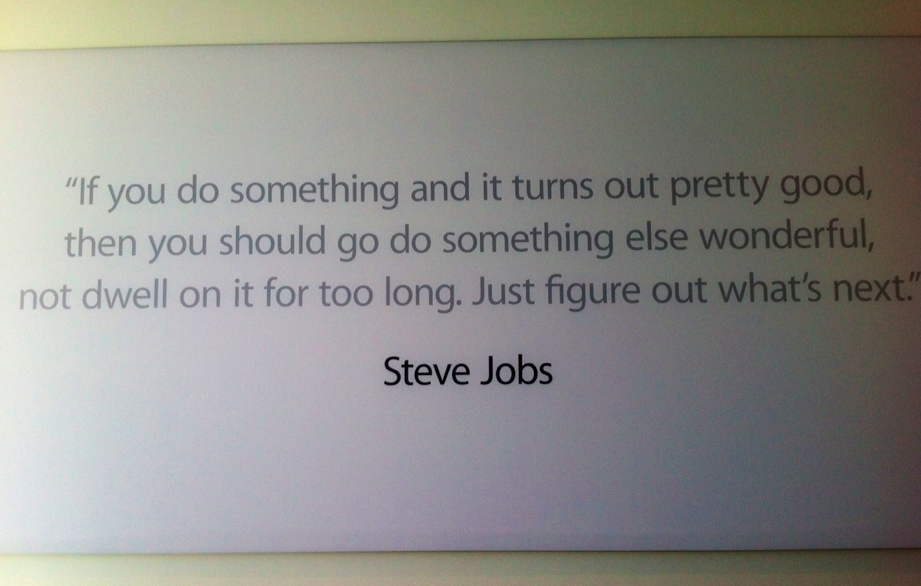 “If you do something and it turns out pretty good,
then you should go do something else wonderful,
not dwell on it for too long. Just figure out what’s next.”
Steve Jobs